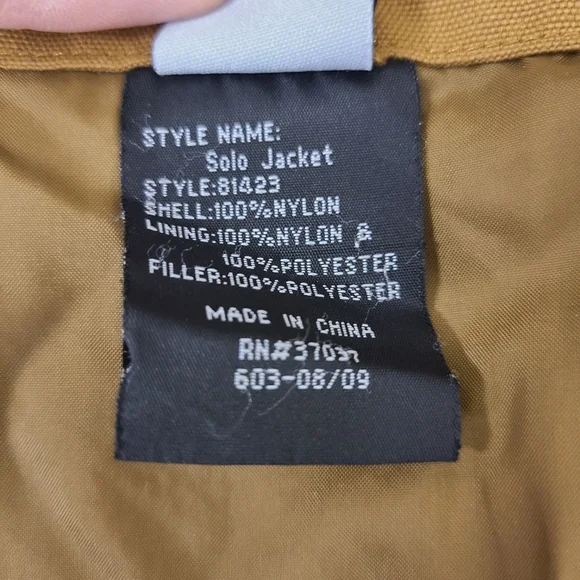 STYLE NAME:
Solo Jacket
STYLE:81423
SHELL:100%NYLON
LINING:100%NYLON &
100%POLYESTER
FILLER:100%POLYESTER
MADE IN CHINA
RN#37037
603-08/09